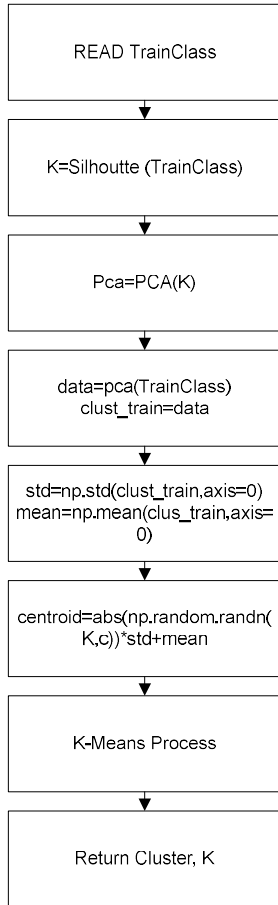 READ TrainClass
K=Silhoutte (TrainClass)
Pca=PCA(K)
data=pca(TrainClass)
clust_train=data
std=np.std(clust_train,axis=0)
mean=np.mean(clus_train,axis=
0)
centroid=abs(np.random.randn(
K,c))*std+mean
K-Means Process
Return Cluster, K